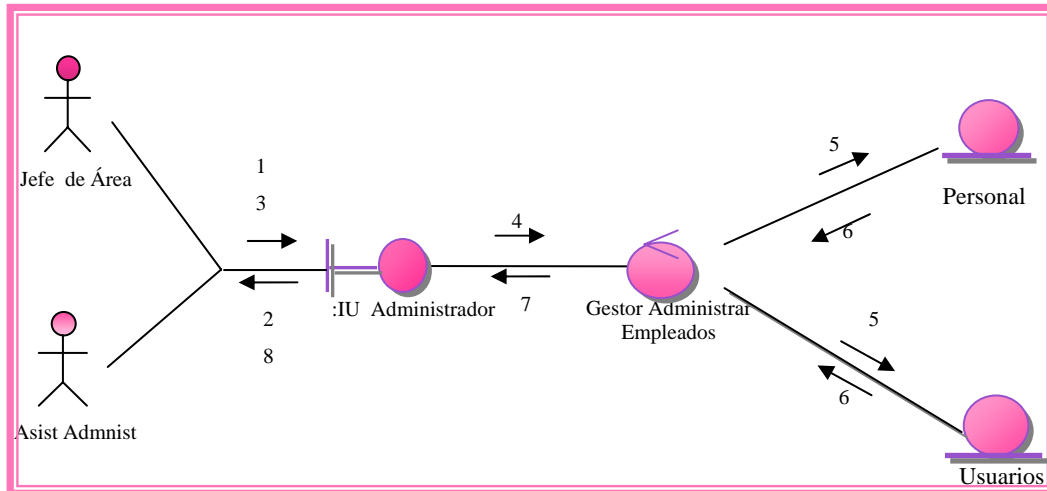 Jefe de Área
1
3
2
8
Asist Admnist
:IU Administrador
4
7
Gestor Administrar
Empleados
5
6
Personal
5
6
Usuarios